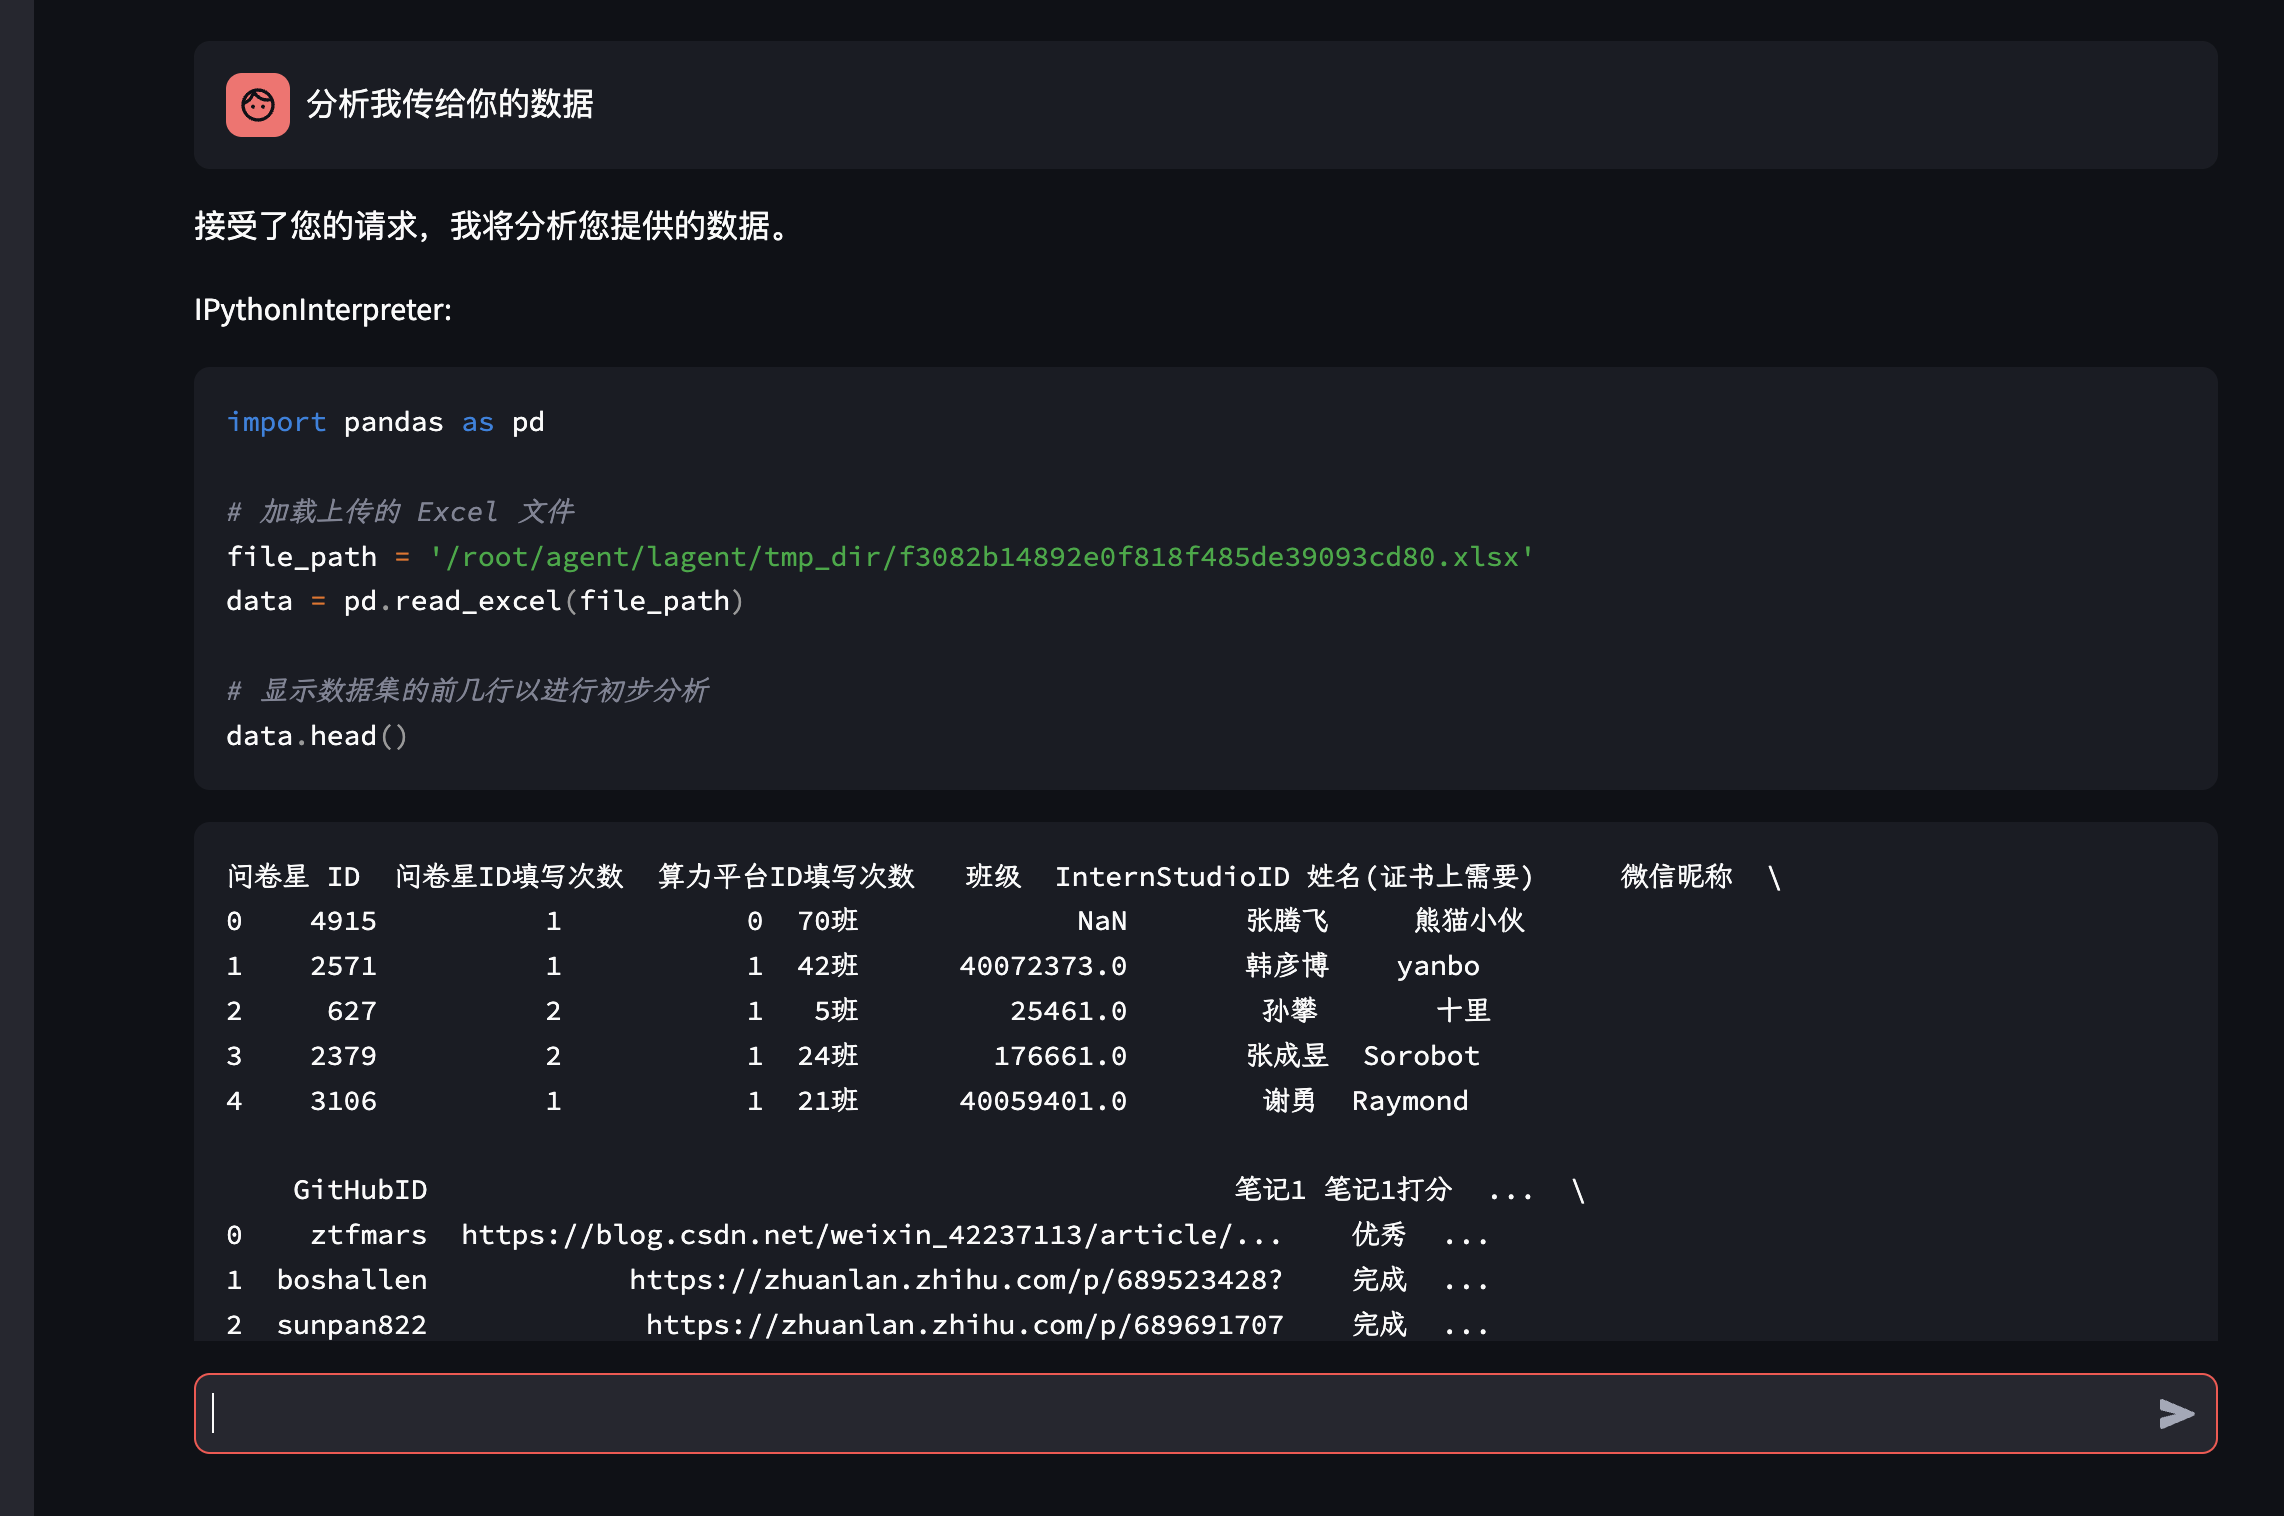 分析我传给你的数据
接受了您的请求，我将分析您提供的数据。
IPythonInterpreter:
import pandas as pd
# 加载上传的 Excel 文件
file_path = '/root/agent/lagent/tmp_dir/f3082b14892e0f818f485de39093cd80.xlsx'
data = pd.read_excel(file_path)
# 显示数据集的前几行以进行初步分析
data.head()
问卷星 ID  问卷星ID填写次数  算力平台ID填写次数   班级  InternStudioID 姓名(证书上需要)     微信昵称  \
0    4915          1           0  70班             NaN       张腾飞     熊猫小伙
1    2571          1           1  42班      40072373.0       韩彦博    yanbo
2     627          2           1   5班         25461.0        孙攀       十里
3    2379          2           1  24班        176661.0       张成昱  Sorobot
4    3106          1           1  21班      40059401.0        谢勇  Raymond
GitHubID                                                笔记1 笔记1打分  ...  \
0    ztfmars  https://blog.csdn.net/weixin_42237113/article/...    优秀  ...
1  boshallen            https://zhuanlan.zhihu.com/p/689523428?    完成  ...
2  sunpan822             https://zhuanlan.zhihu.com/p/689691707    完成  ...